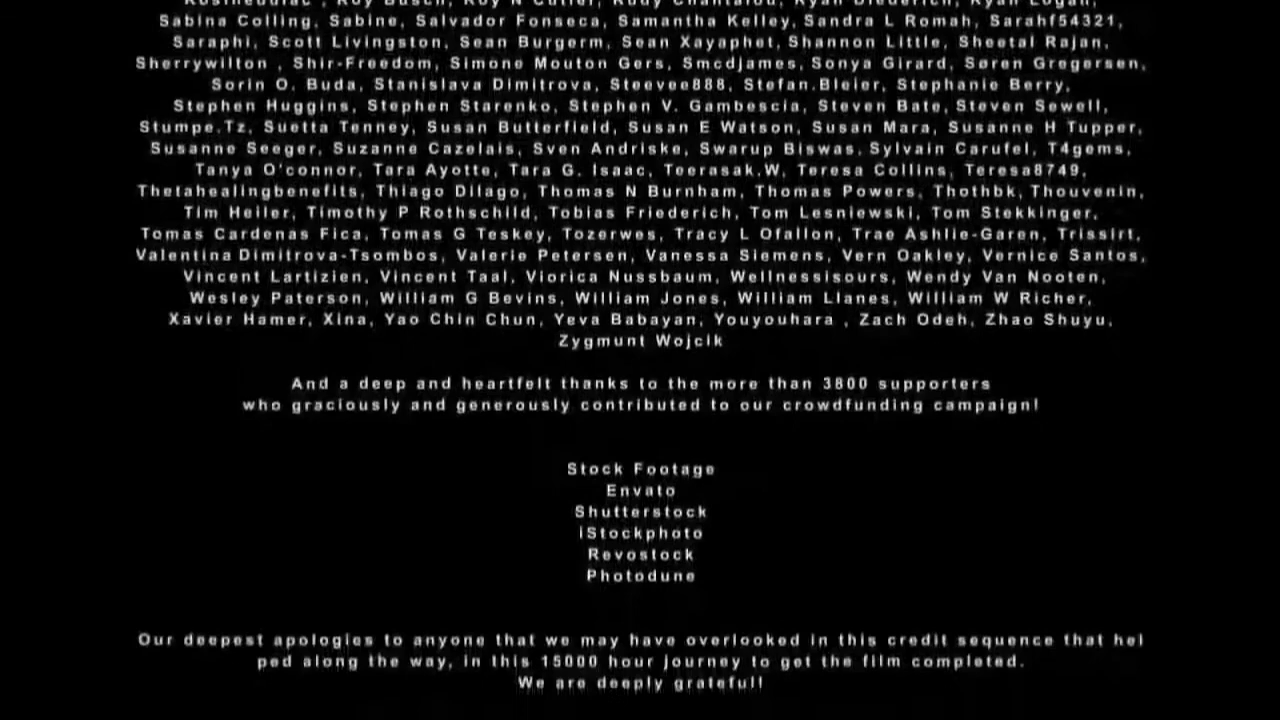 Roy Busch, Roy N Cutler, Rudy Chantalou, Ryan Diederich, Ryan Logan,
Sabina Colling, Sabine, Salvador Fonseca, Samantha Kelley, Sandra L Romah, Sarahf54321,
Saraphi, Scott Livingston, Sean Burgerm, Sean Xayaphet, Shannon Little, Sheetal Rajan,
Sherrywilton , Shir-Freedom, Simone Mouton Gers, Smcdjames, Sonya Girard, Søren Gregersen,
Sorin O. Buda, Stanislava Dimitrova, Steevee888, Stefan.Bleier, Stephanie Berry,
Stephen Huggins, Stephen Starenko, Stephen V. Gambescia, Steven Bate, Steven Sewell,
Stumpe.Tz, Suetta Tenney, Susan Butterfield, Susan E Watson, Susan Mara, Susanne H Tupper,
Susanne Seeger, Suzanne Cazelais, Sven Andriske, Swarup Biswas, Sylvain Carufel, T4gems,
Tanya O'connor, Tara Ayotte, Tara G. Isaac, Teerasak.W, Teresa Collins, Teresa8749,
Thetahealingbenefits, Thiago Dilago, Thomas N Burnham, Thomas Powers, Thothbk, Thouvenin,
Tim Heiler, Timothy P Rothschild, Tobias Friederich, Tom Lesniewski, Tom Stekkinger,
Tomas Cardenas Fica, Tomas G Teskey, Tozerwes, Tracy L Ofallon, Trae Ashlie-Garen, Trissirt,
Valentina Dimitrova-Tsombos, Valerie Petersen, Vanessa Siemens, Vern Oakley, Vernice Santos,
Vincent Lartizien, Vincent Taal, Viorica Nussbaum, Wellnessisours, Wendy Van Nooten,
Wesley Paterson, William G Bevins, William Jones, William Llanes, William W Richer,
Xavier Hamer, Xina, Yao Chin Chun, Yeva Babayan, Youyouhara , Zach Odeh, Zhao Shuyu,
Zygmunt Wojcik
And a deep and heartfelt thanks to the more than 3800 supporters
who graciously and generously contributed to our crowdfunding campaign!
Stock Footage
Envato
Shutterstock
iStockphoto
Revostock
Photodune
Our deepest apologies to anyone that we may have overlooked in this credit sequence that hel
ped along the way, in this 15000 hour journey to get the film completed.
We are deeply grateful!